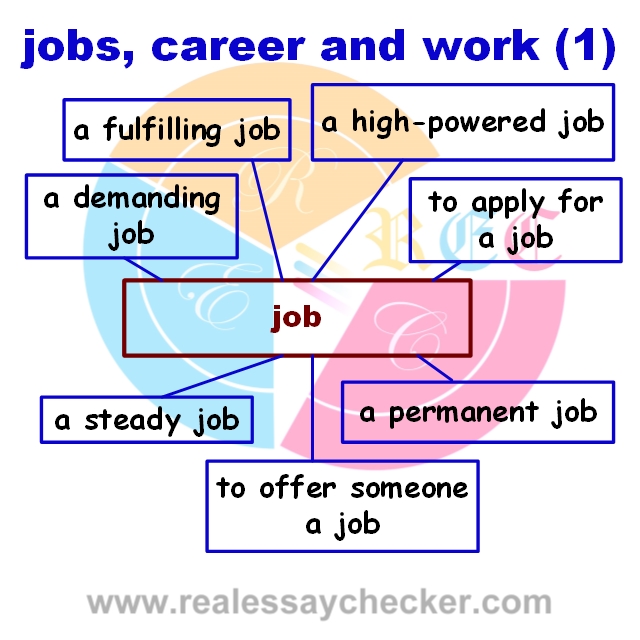 jobs, career and work (1)
a fulfilling job
a high-powered job
a demanding
job
to apply for
a job
R
E
C
REC
job
a steady job
a permanent job
to offer someone
a job
www.realessaychecker.com